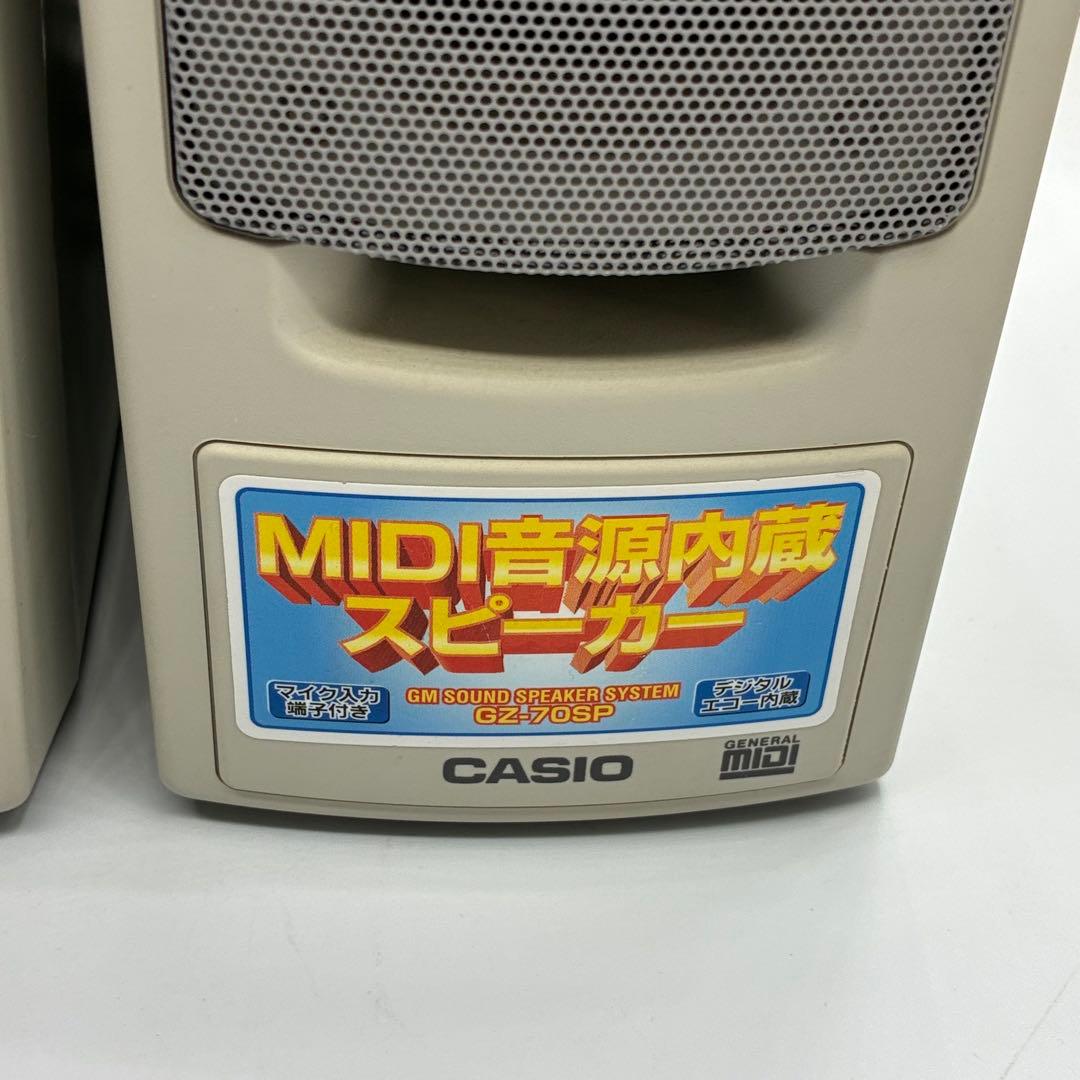 MIDI音源内蔵
スピーカー
マイク入力
端子付き
GM SOUND SPEAKER SYSTEM
GZ-70SP
デジタル
エコー内蔵
CASIO
GENERAL
MIDI